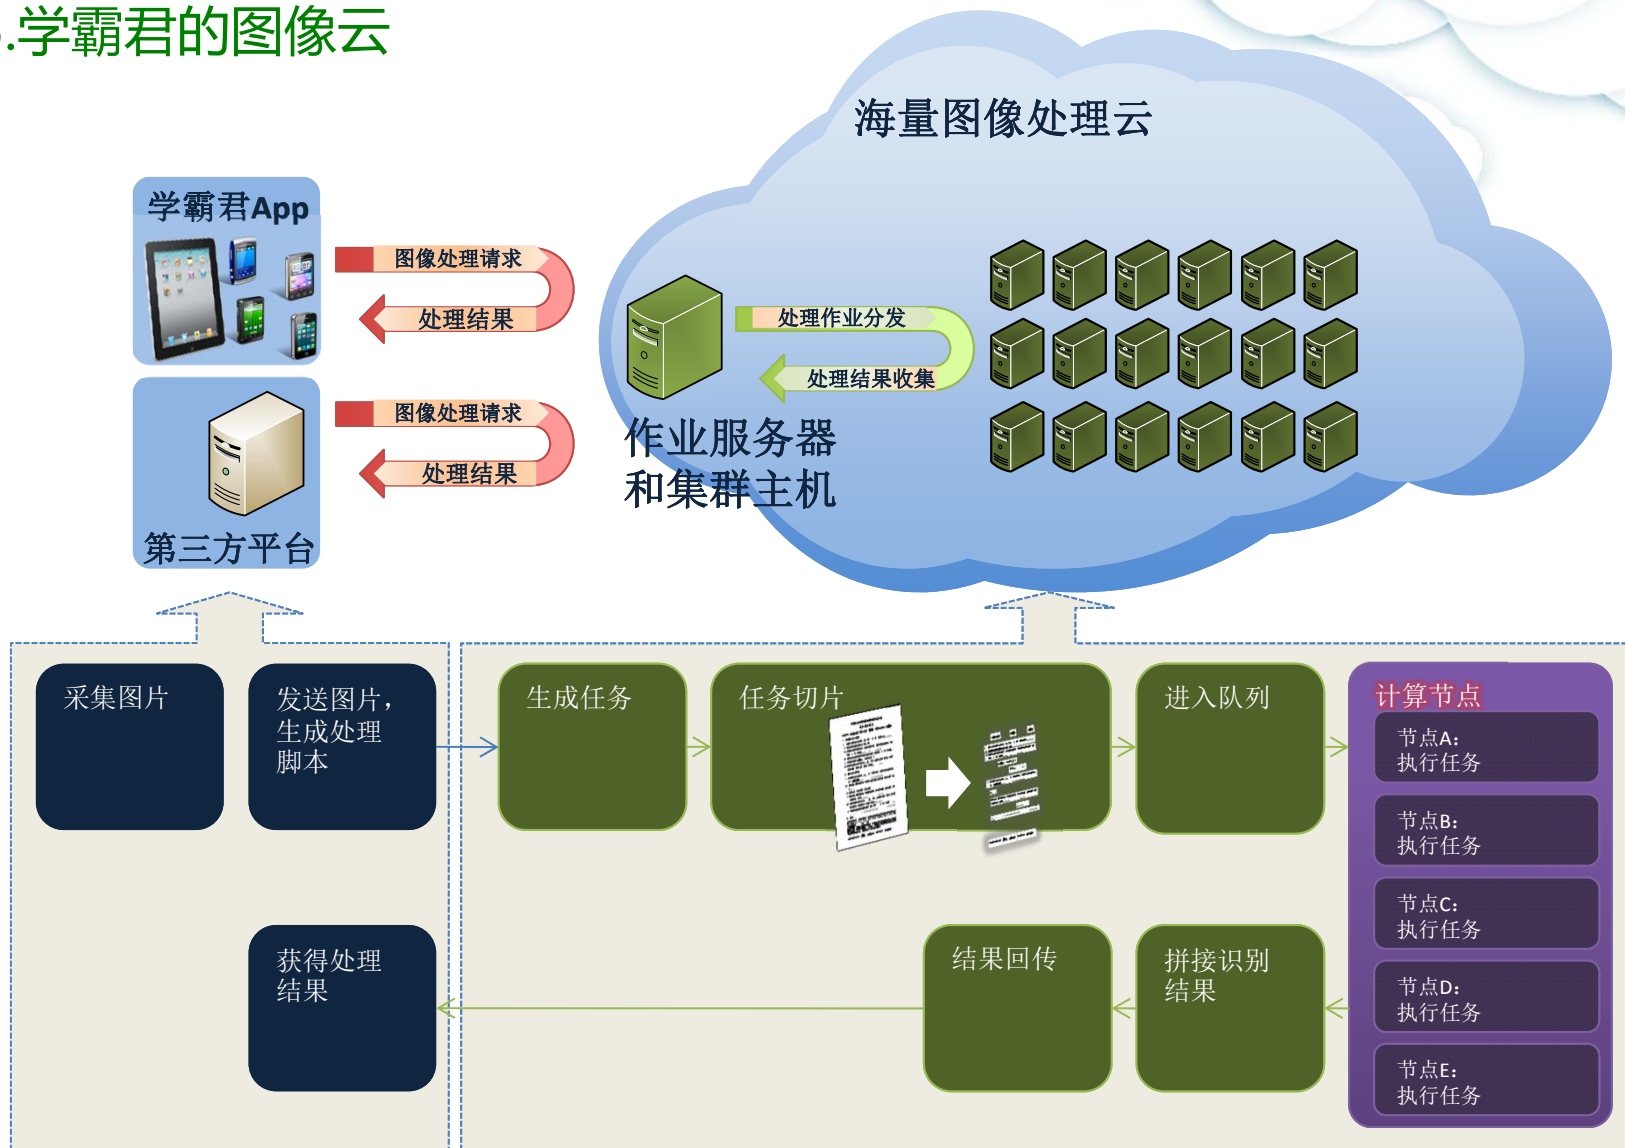 .学霸君的图像云
海量图像处理云
学霸君App
图像处理请求
处理结果
处理作业分发
处理结果收集
图像处理请求
处理结果
作业服务器
和集群主机
第三方平台
采集图片
发送图片，
生成处理
脚本
生成任务
任务切片
进入队列
计算节点
节点A：
执行任务
节点B：
执行任务
节点C：
执行任务
节点D：
执行任务
节点E：
执行任务
获得处理
结果
结果回传
拼接识别
结果